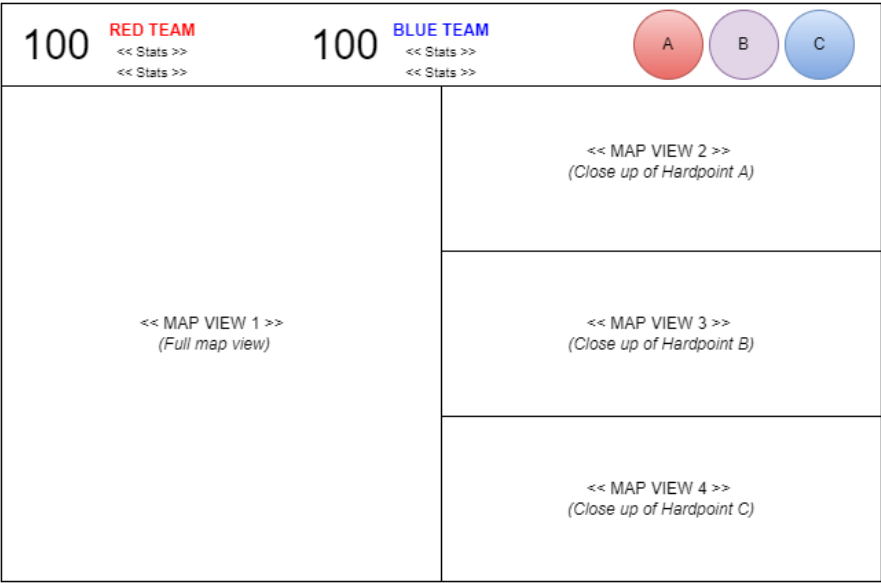 100
RED TEAM
<< Stats >>
<< Stats >>
100
BLUE TEAM
<< Stats >>
<< Stats >>
A
B
C
<< MAP VIEW 1 >>
(Full map view)
<< MAP VIEW 2 >>
(Close up of Hardpoint A)
<< MAP VIEW 3 >>
(Close up of Hardpoint B)
<< MAP VIEW 4 >>
(Close up of Hardpoint C)